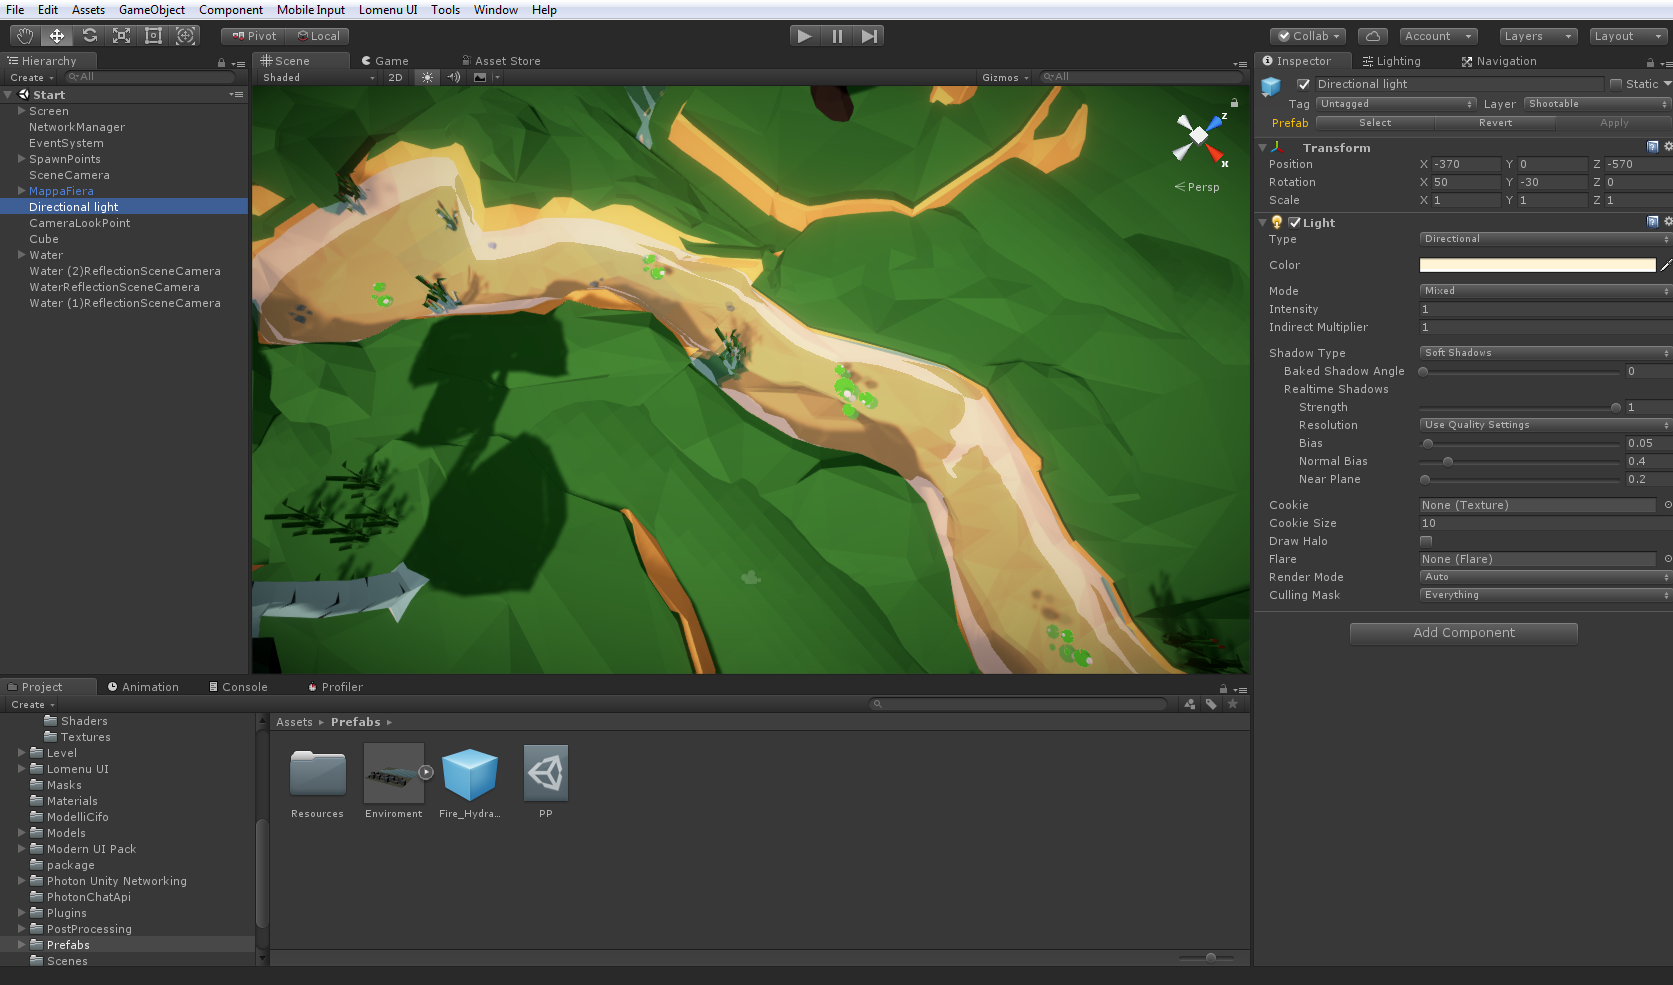 File Edit Assets GameObject Component Mobile Input Lomenu UI Tools Window Help
Pivot Local Collab Account Layers Layout
Hierarchy
Create All
Start
Screen
NetworkManager
EventSystem
SpawnPoints
SceneCamera
MappaFiera
Directional light
CameraLookPoint
Cube
Water
Water (2)ReflectionSceneCamera
WaterReflectionSceneCamera
Water (1)ReflectionSceneCamera
Scene Game Asset Store
Shaded 2D Gizmos All
z
x
Persp
Inspector Lighting Navigation
Directional light Static
Tag Untagged Layer Shootable
Prefab Select Revert Apply
Transform
Position X -370 Y 0 Z -570
Rotation X 50 Y -30 Z 0
Scale X 1 Y 1 Z 1
Light
Type Directional
Color
Mode Mixed
Intensity 1
Indirect Multiplier 1
Shadow Type Soft Shadows
Baked Shadow Angle 0
Realtime Shadows
Strength 1
Resolution Use Quality Settings
Bias 0.05
Normal Bias 0.4
Near Plane 0.2
Cookie None (Texture)
Cookie Size 10
Draw Halo
Flare None (Flare)
Render Mode Auto
Culling Mask Everything
Add Component
Project Animation Console Profiler
Create
Shaders
Textures
Level
Lomenu UI
Masks
Materials
ModelliCifo
Models
Modern UI Pack
package
Photon Unity Networking
PhotonChatApi
Plugins
PostProcessing
Prefabs
Scenes
Assets Prefabs
Resources Enviroment Fire_Hydra... PP